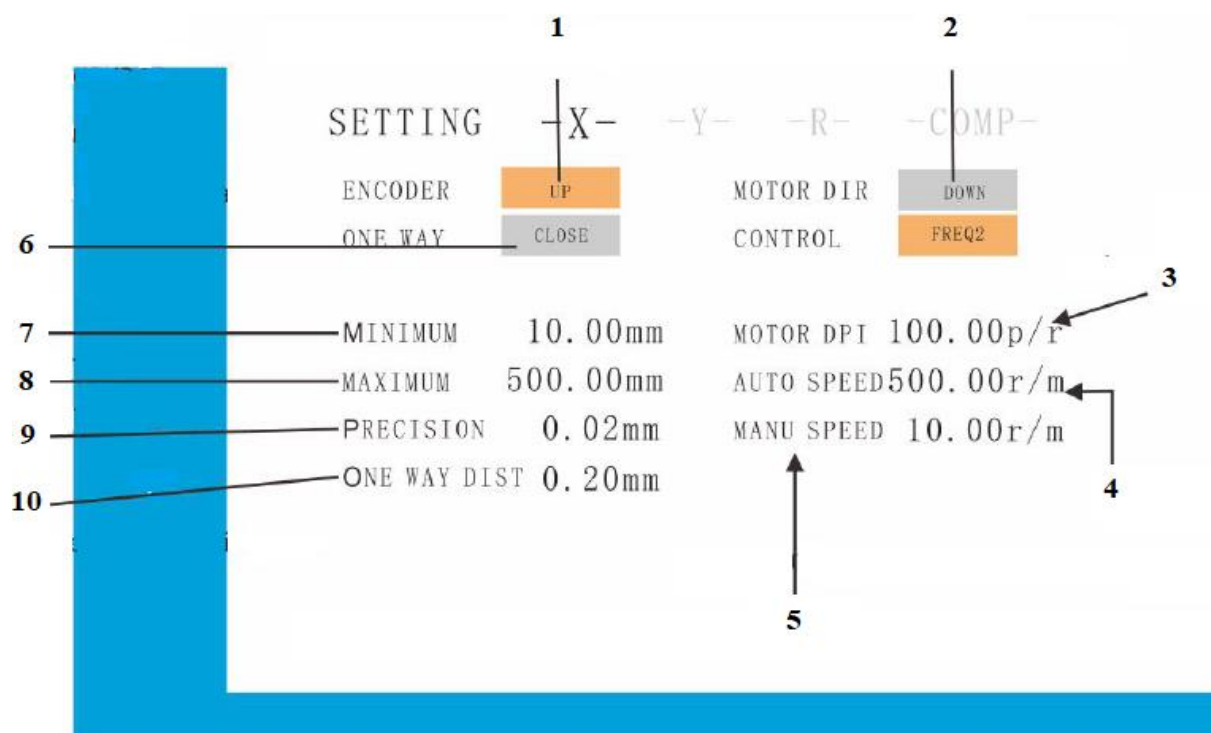 1 2
SETTING -X- -Y- -R- -COMP-
ENCODER UP MOTOR DIR DOWN
6 ONE WAY CLOSE CONTROL FREQ2
3
7 MINIMUM 10.00mm MOTOR DPI 100.00p/r
8 MAXIMUM 500.00mm AUTO SPEED 500.00r/m
9 PRECISION 0.02mm MANU SPEED 10.00r/m
10 ONE WAY DIST 0.20mm 4
5